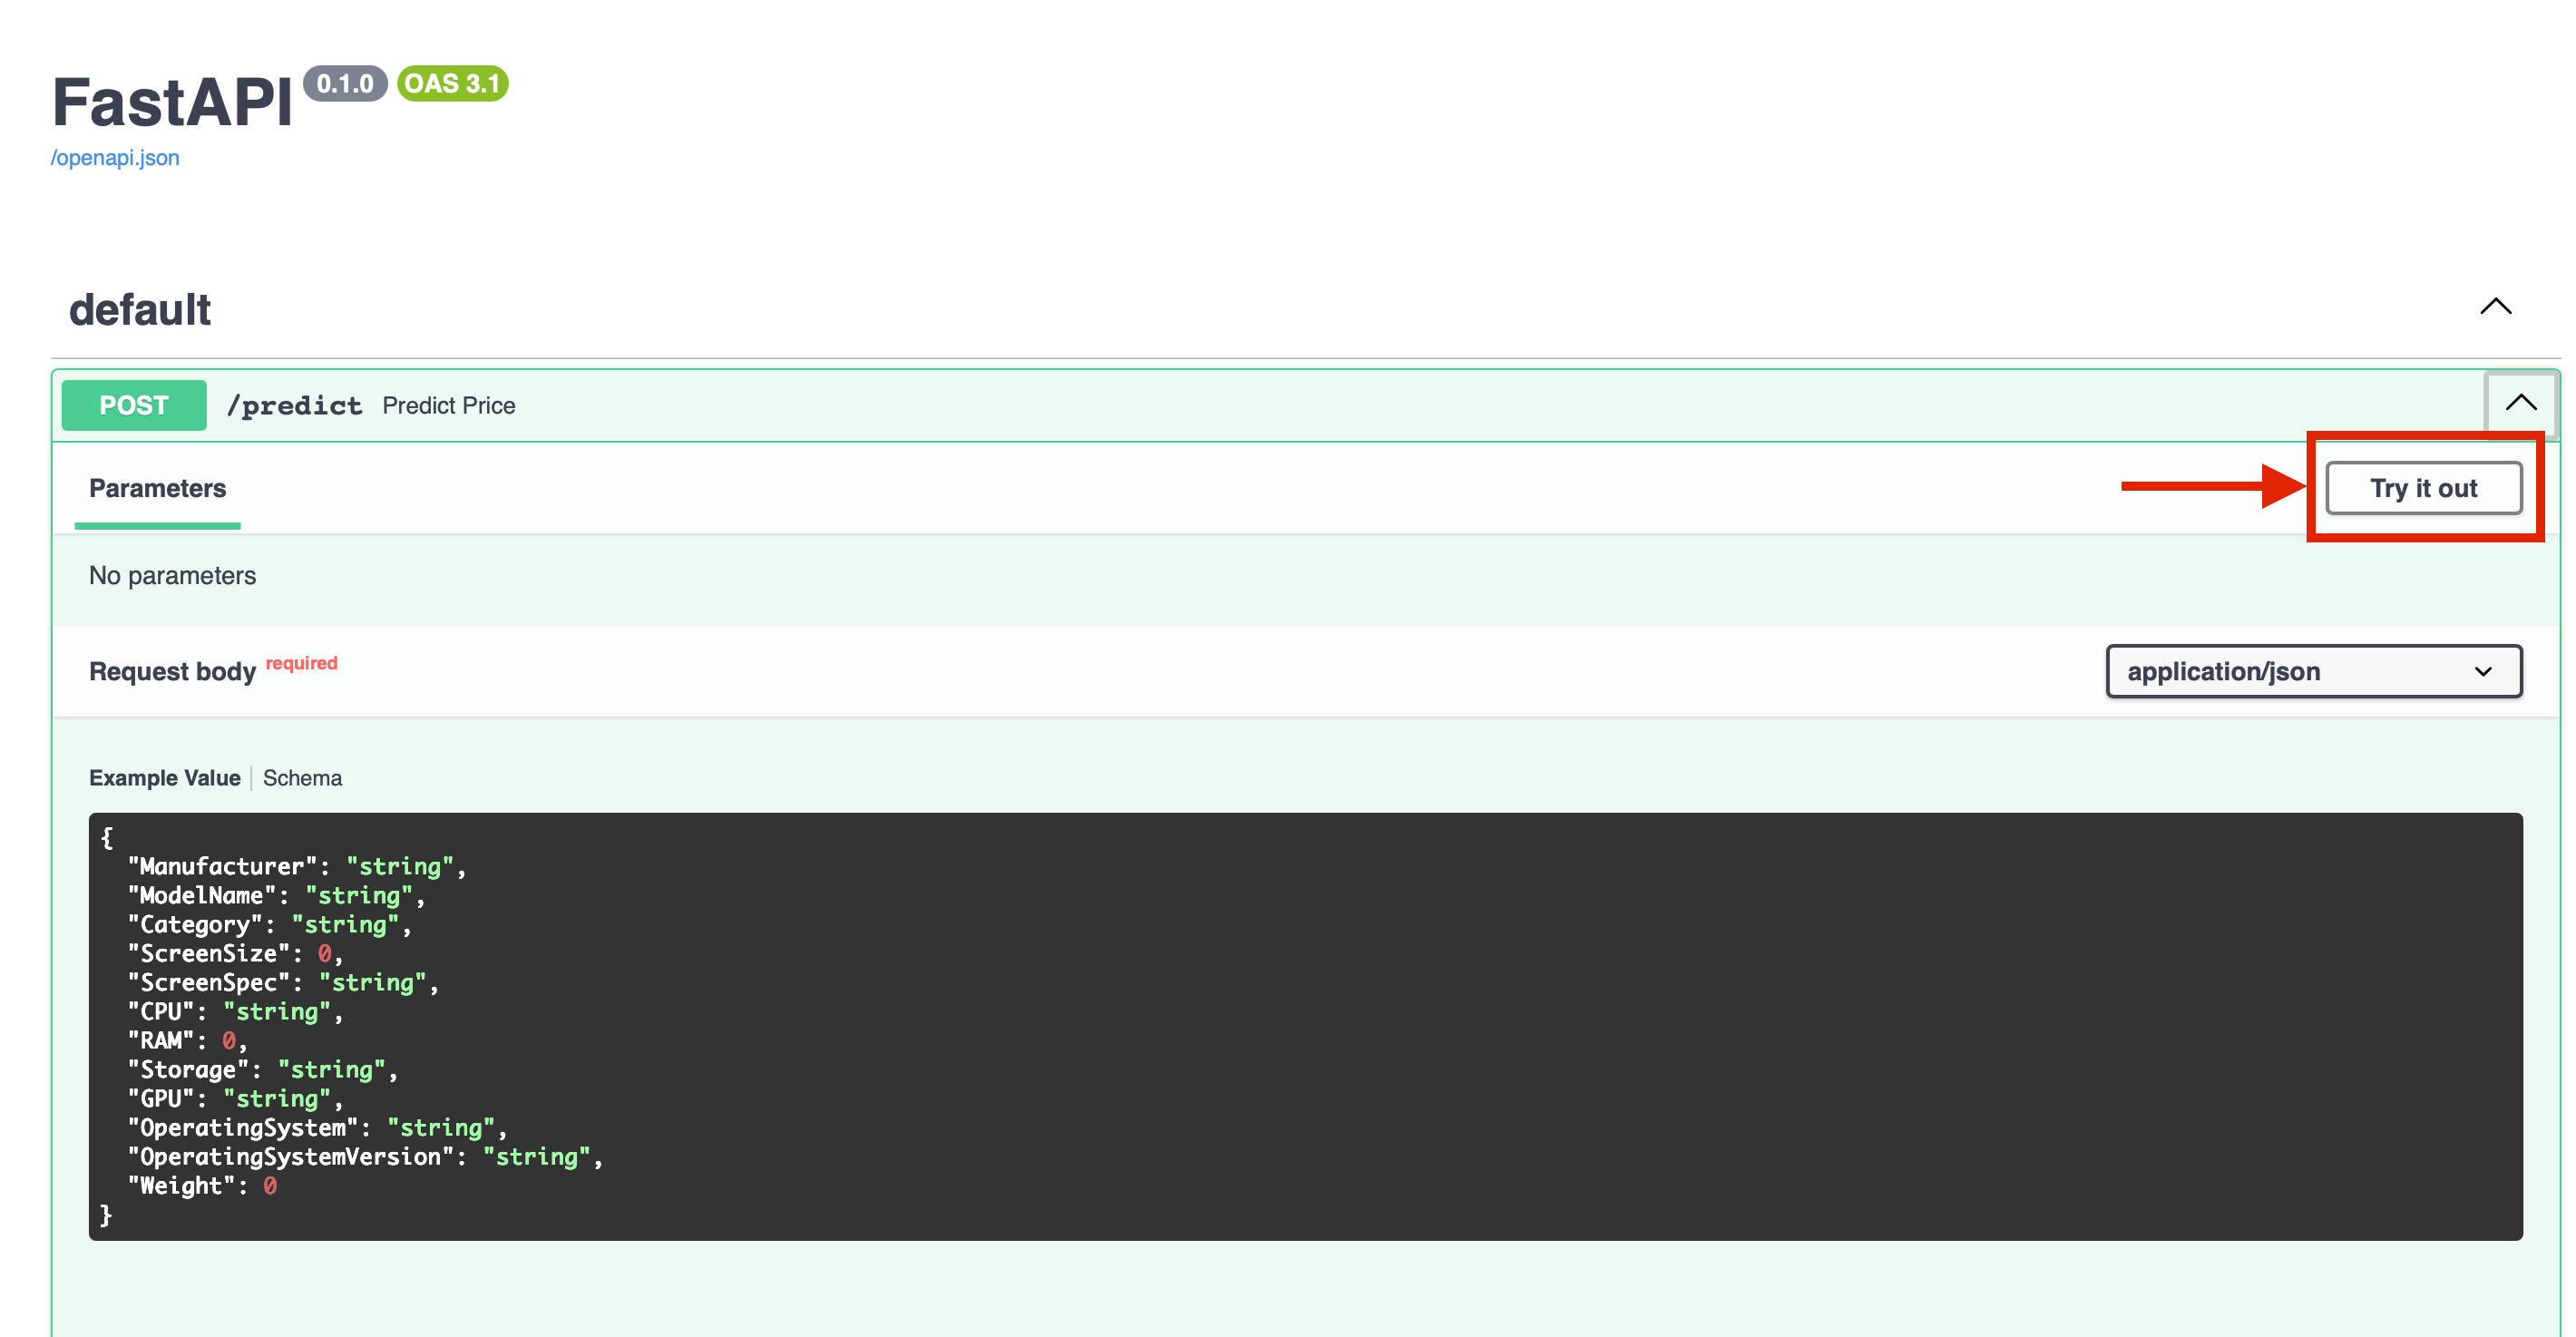 FastAPI 0.1.0 OAS 3.1
/openapi.json
default
POST /predict Predict Price
Parameters
Try it out
No parameters
Request body required
application/json
Example Value | Schema
{
  "Manufacturer": "string",
  "ModelName": "string",
  "Category": "string",
  "ScreenSize": 0,
  "ScreenSpec": "string",
  "CPU": "string",
  "RAM": 0,
  "Storage": "string",
  "GPU": "string",
  "OperatingSystem": "string",
  "OperatingSystemVersion": "string",
  "Weight": 0
}